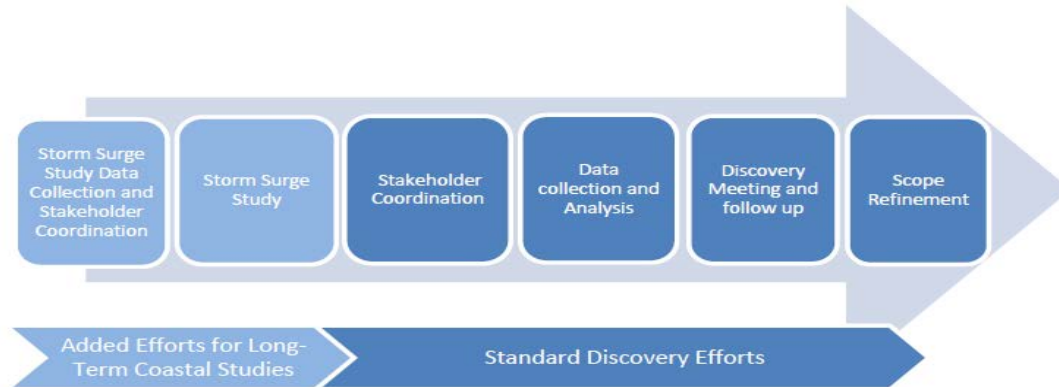 Storm Surge
Study Data
Collection and
Stakeholder
Coordination
Storm Surge
Study
Stakeholder
Coordination
Data
collection and
Analysis
Discovery
Meeting and
follow up
Scope
Refinement
Added Efforts for Long-
Term Coastal Studies
Standard Discovery Efforts